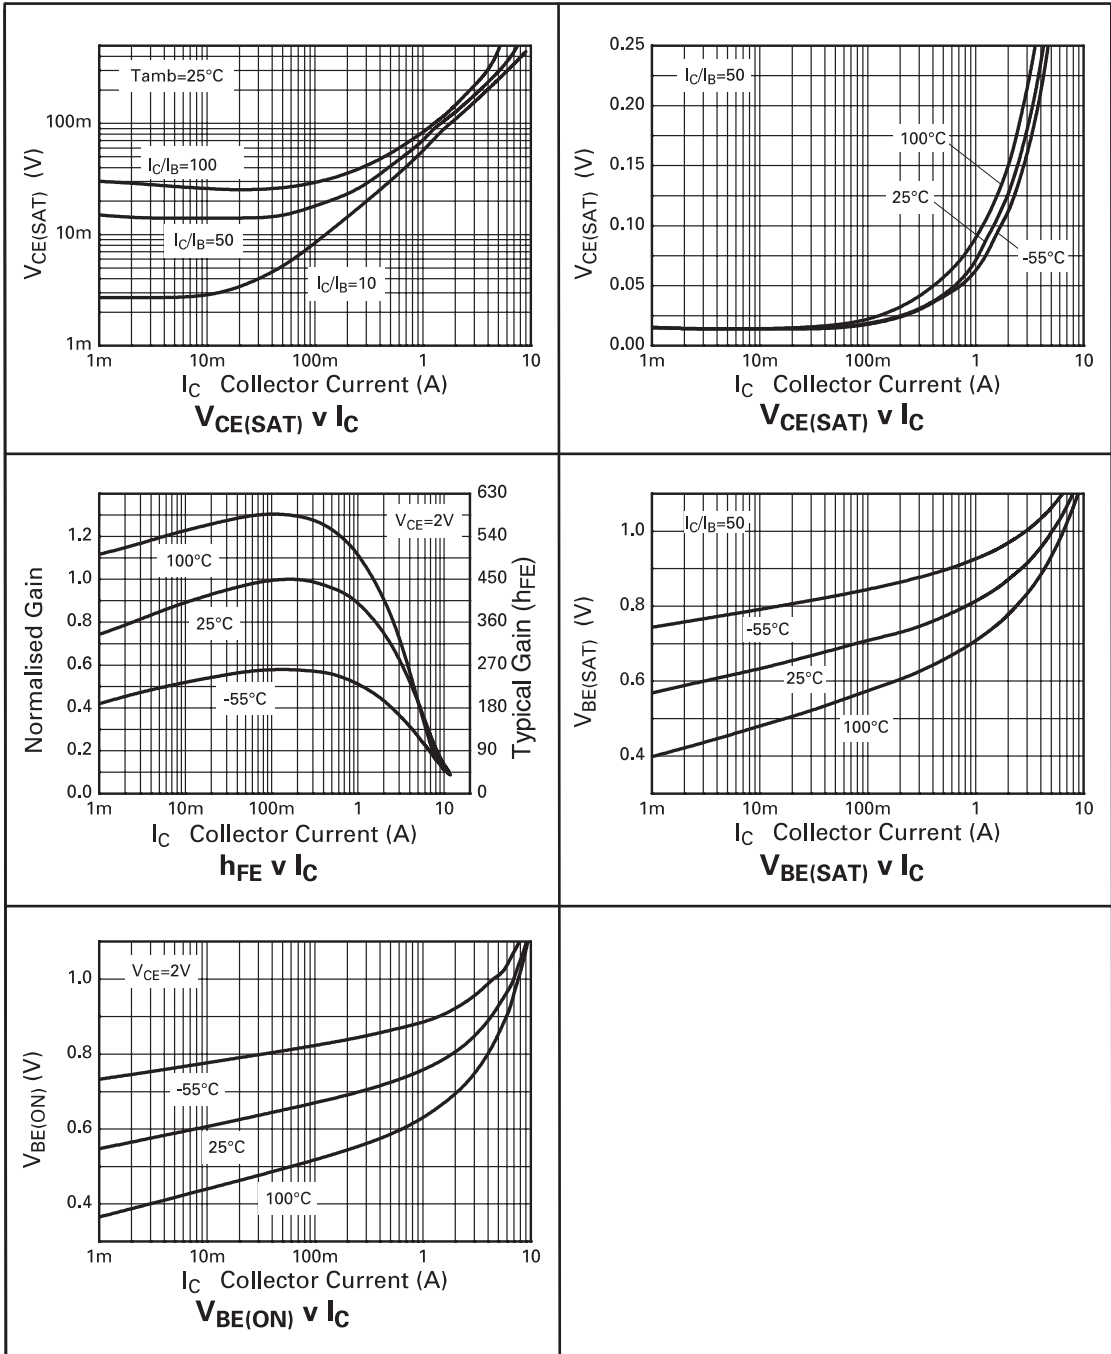 Tamb=25°C
IC/IB=100
IC/IB=50
IC/IB=10
VCE(SAT) (V)
100m
10m
1m
1m 10m 100m 1 10
IC Collector Current (A)
VCE(SAT) v IC
IC/IB=50
100°C
25°C
-55°C
VCE(SAT) (V)
0.25
0.20
0.15
0.10
0.05
0.00
1m 10m 100m 1 10
IC Collector Current (A)
VCE(SAT) v IC
VCE=2V
100°C
25°C
-55°C
Normalised Gain
1.2
1.0
0.8
0.6
0.4
0.2
0.0
630
540
450
360
270
180
90
0
Typical Gain (hFE)
1m 10m 100m 1 10
IC Collector Current (A)
hFE v IC
IC/IB=50
-55°C
25°C
100°C
VBE(SAT) (V)
1.0
0.8
0.6
0.4
1m 10m 100m 1 10
IC Collector Current (A)
VBE(SAT) v IC
VCE=2V
-55°C
25°C
100°C
VBE(ON) (V)
1.0
0.8
0.6
0.4
1m 10m 100m 1 10
IC Collector Current (A)
VBE(ON) v IC